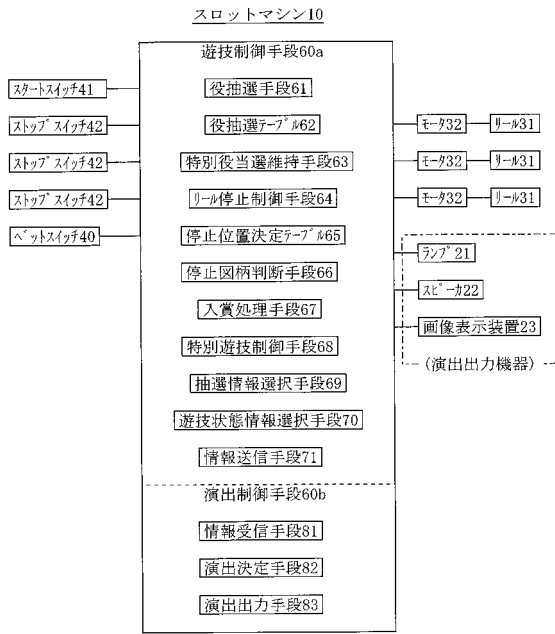 スロットマシン10
遊技制御手段60a
スタートスイッチ41
ストップスイッチ42
ストップスイッチ42
ストップスイッチ42
ベットスイッチ40
役抽選手段61
役抽選テーブル62
特別役当選維持手段63
リール停止制御手段64
停止位置決定テーブル65
停止図柄判断手段66
入賞処理手段67
特別遊技制御手段68
抽選情報選択手段69
遊技状態情報選択手段70
情報送信手段71
モータ32 リール31
モータ32 リール31
モータ32 リール31
ランプ21
スピーカ22
画像表示装置23
(演出出力機器)
演出制御手段60b
情報受信手段81
演出決定手段82
演出出力手段83